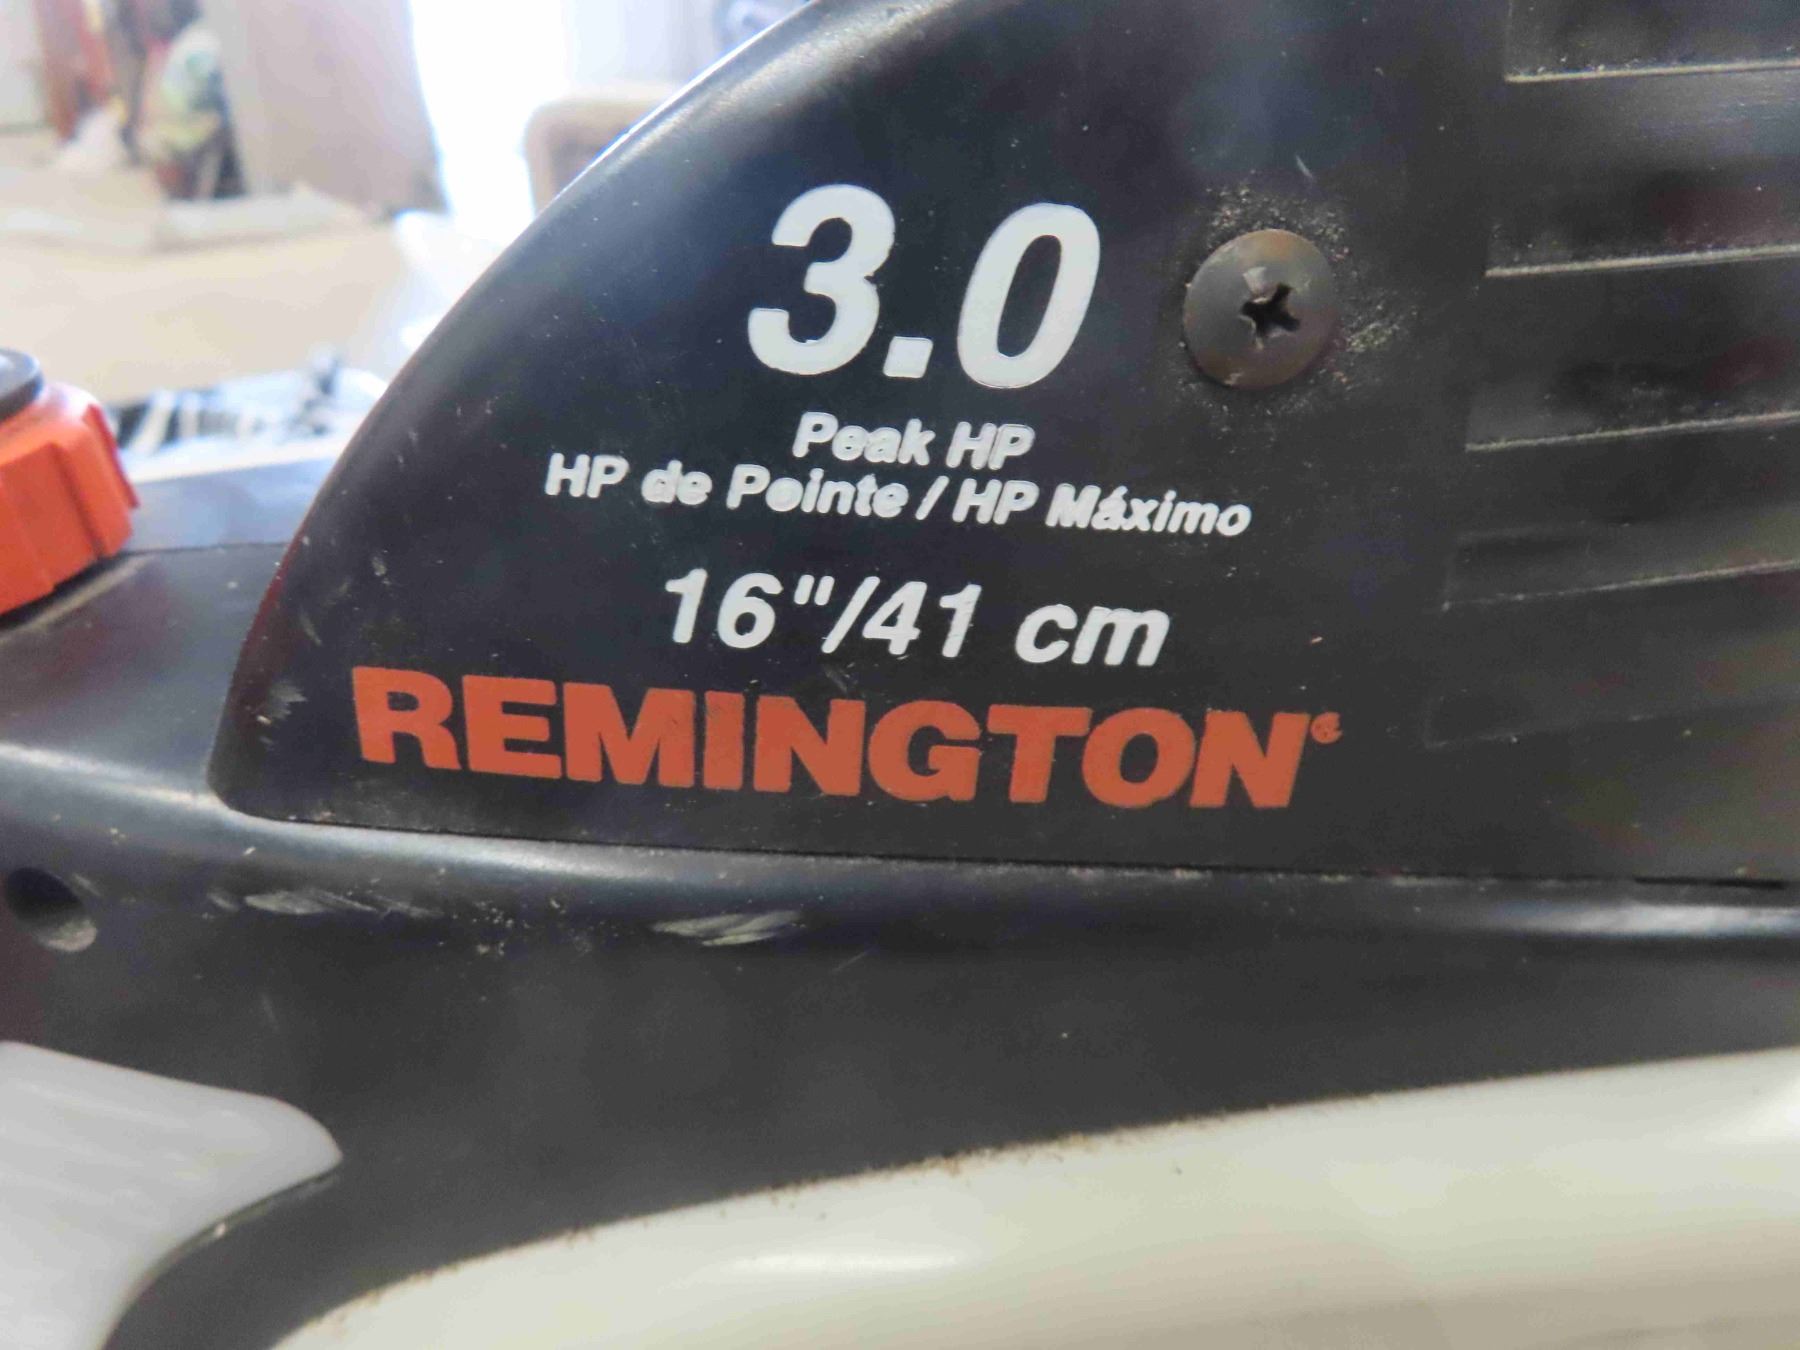 3.0
Peak HP
HP de Pointe / HP Máximo
16"/41 cm
REMINGTON®